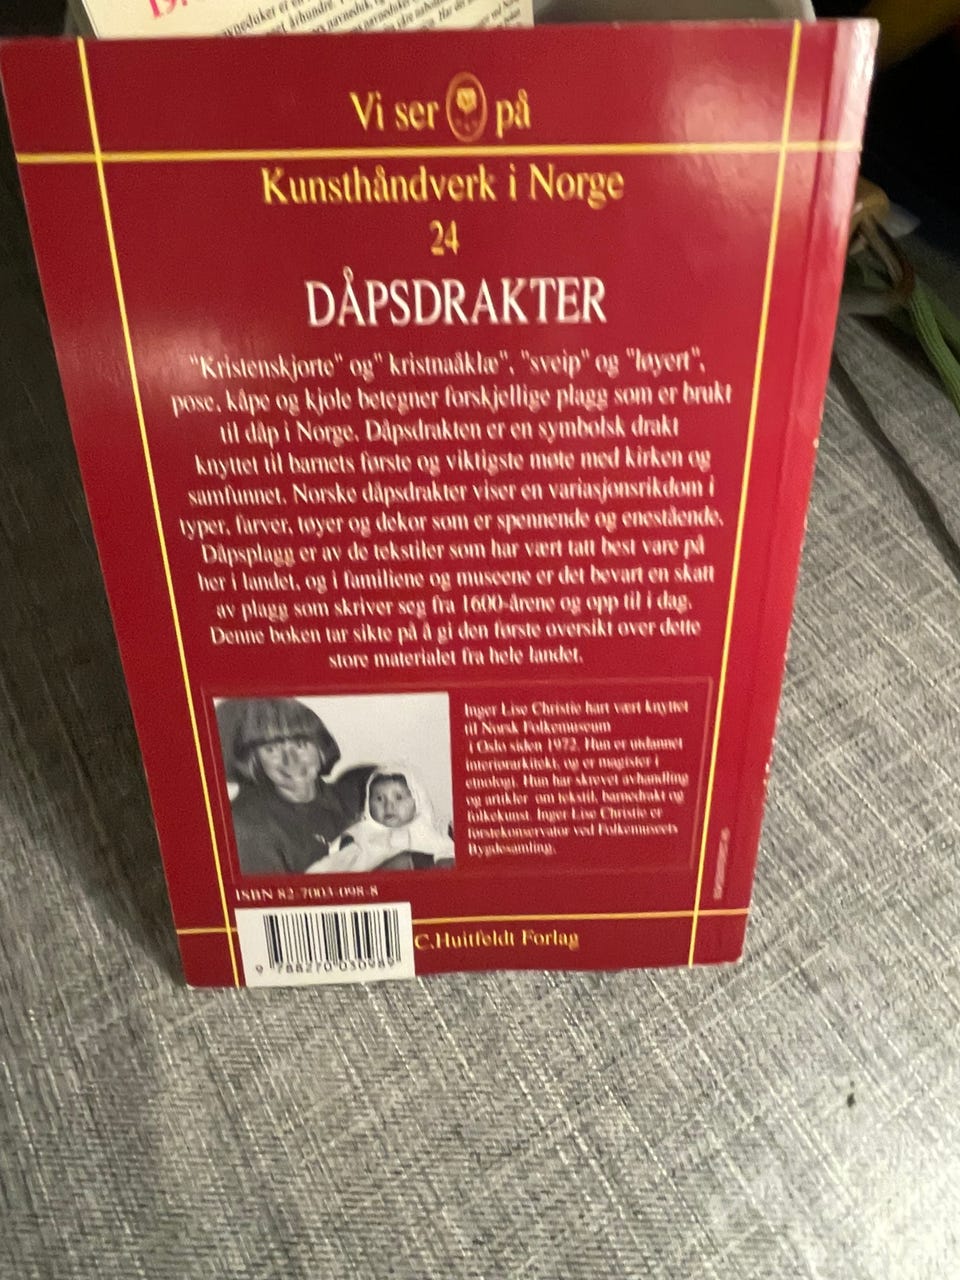 19.
Vi ser på
Kunsthåndverk i Norge
24
DÅPSDRAKTER
"Kristenskjorte" og" kristnaåklæ", "sveip" og "løyert",
pose, kåpe og kjole betegner forskjellige plagg som er brukt
til dåp i Norge. Dåpsdrakten er en symbolsk drakt
knyttet til barnets første og viktigste møte med kirken og
samfunnet. Norske dåpsdrakter viser en variasjonsrikdom i
typer, farver, tøyer og dekor som er spennende og enestående.
Dåpsplagg er av de tekstiler som har vært tatt best vare på
her i landet, og i familiene og museene er det bevart en skatt
av plagg som skriver seg fra 1600-årene og opp til i dag.
Denne boken tar sikte på å gi den første oversikt over dette
store materialet fra hele landet.
Inger Lise Christie hart vært knyttet
til Norsk Folkemuseum
i Oslo siden 1972. Hun er utdannet
interiørarkitekt, og er magister i
etnologi. Hun har skrevet avhandling
og artikler om tekstil, barnedrakt og
folkekunst. Inger Lise Christie er
førstekonservator ved Folkemuseets
Bygdesamling.
ISBN 82-7003-098-8
9 788270 030989
C.Huitfeldt Forlag